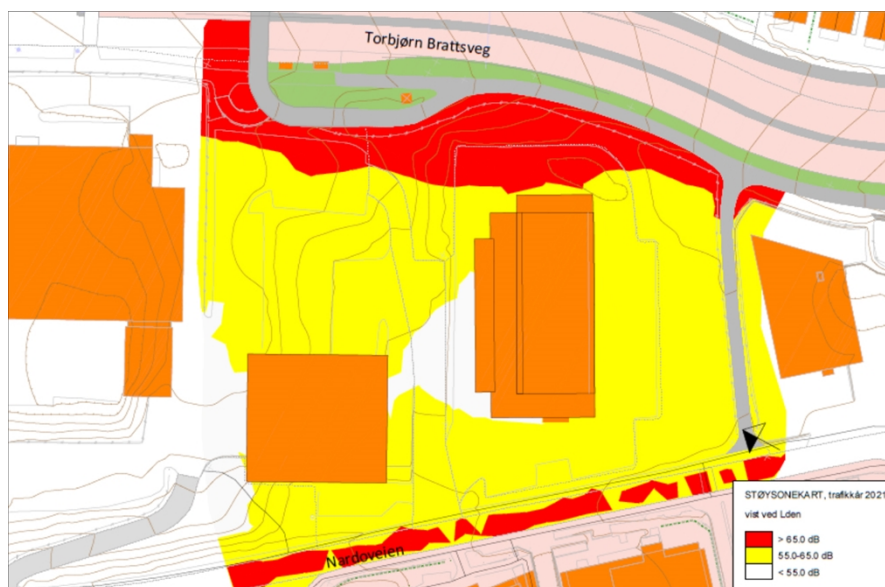 Torbjørn Brattsveg
Nardoveien
STØYSONEKART, trafikkår 2021
vist ved Lden
> 65.0 dB
55.0-65.0 dB
< 55.0 dB